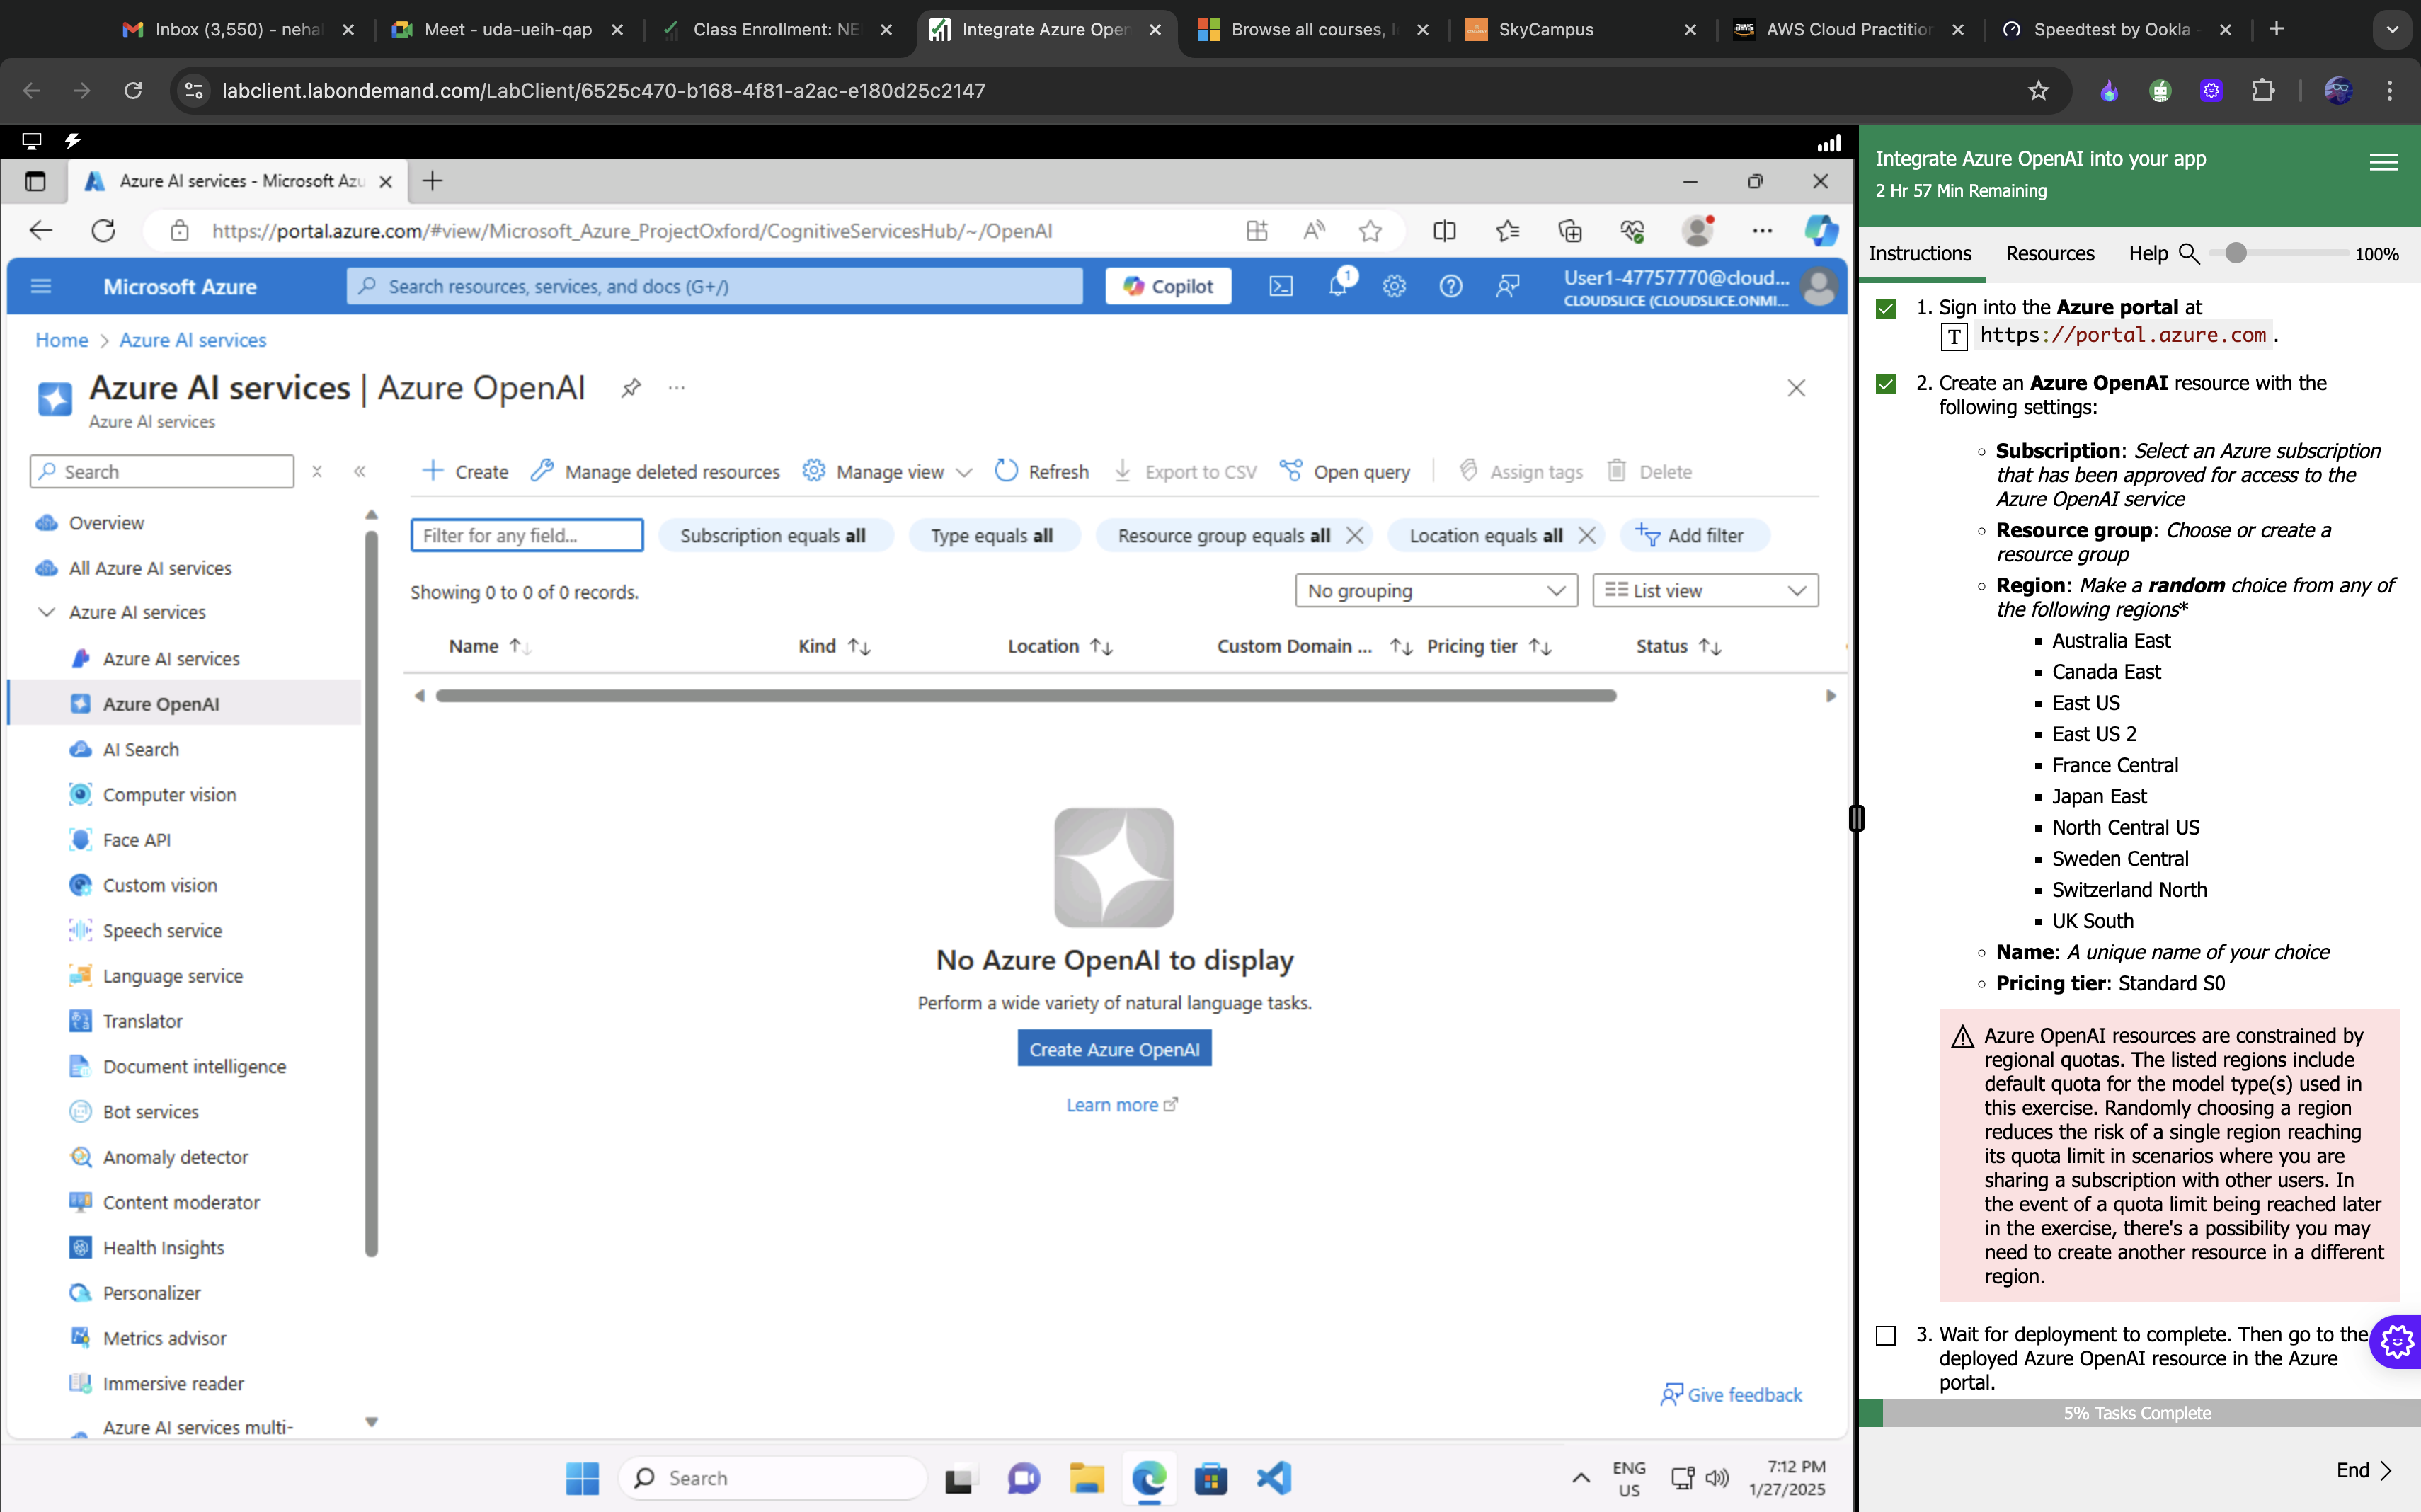 Inbox (3,550) - neha
Meet - uda-ueih-qap
Class Enrollment: NE
Integrate Azure Open
Browse all courses, l
SkyCampus
aws
AWS Cloud Practition
Speedtest by Ookla -
labclient.labondemand.com/LabClient/6525c470-b168-4f81-a2ac-e180d25c2147
Azure AI services - Microsoft Azu
https://portal.azure.com/#view/Microsoft_Azure_ProjectOxford/CognitiveServicesHub/~/OpenAI
Microsoft Azure
Search resources, services, and docs (G+/)
Copilot
1
User1-47757770@cloud...
CLOUDSLICE (CLOUDSLICE.ONMI...
Home > Azure AI services
Azure AI services | Azure OpenAI
Azure AI services
Search
Create
Manage deleted resources
Manage view
Refresh
Export to CSV
Open query
Assign tags
Delete
Overview
All Azure AI services
Azure AI services
Azure AI services
Azure OpenAI
AI Search
Computer vision
Face API
Custom vision
Speech service
Language service
Translator
Document intelligence
Bot services
Anomaly detector
Content moderator
Health Insights
Personalizer
Metrics advisor
Immersive reader
Azure AI services multi-
Filter for any field...
Subscription equals all
Type equals all
Resource group equals all
Location equals all
Add filter
Showing 0 to 0 of 0 records.
No grouping
List view
Name
Kind
Location
Custom Domain ...
Pricing tier
Status
No Azure OpenAI to display
Perform a wide variety of natural language tasks.
Create Azure OpenAI
Learn more
Give feedback
Search
ENG
US
7:12 PM
1/27/2025
Integrate Azure OpenAI into your app
2 Hr 57 Min Remaining
Instructions
Resources
Help
100%
1. Sign into the Azure portal at
T https://portal.azure.com.
2. Create an Azure OpenAI resource with the
following settings:
Subscription: Select an Azure subscription
that has been approved for access to the
Azure OpenAI service
Resource group: Choose or create a
resource group
Region: Make a random choice from any of
the following regions*
Australia East
Canada East
East US
East US 2
France Central
Japan East
North Central US
Sweden Central
Switzerland North
UK South
Name: A unique name of your choice
Pricing tier: Standard S0
Azure OpenAI resources are constrained by
regional quotas. The listed regions include
default quota for the model type(s) used in
this exercise. Randomly choosing a region
reduces the risk of a single region reaching
its quota limit in scenarios where you are
sharing a subscription with other users. In
the event of a quota limit being reached later
in the exercise, there's a possibility you may
need to create another resource in a different
region.
3. Wait for deployment to complete. Then go to the
deployed Azure OpenAI resource in the Azure
portal.
5% Tasks Complete
End